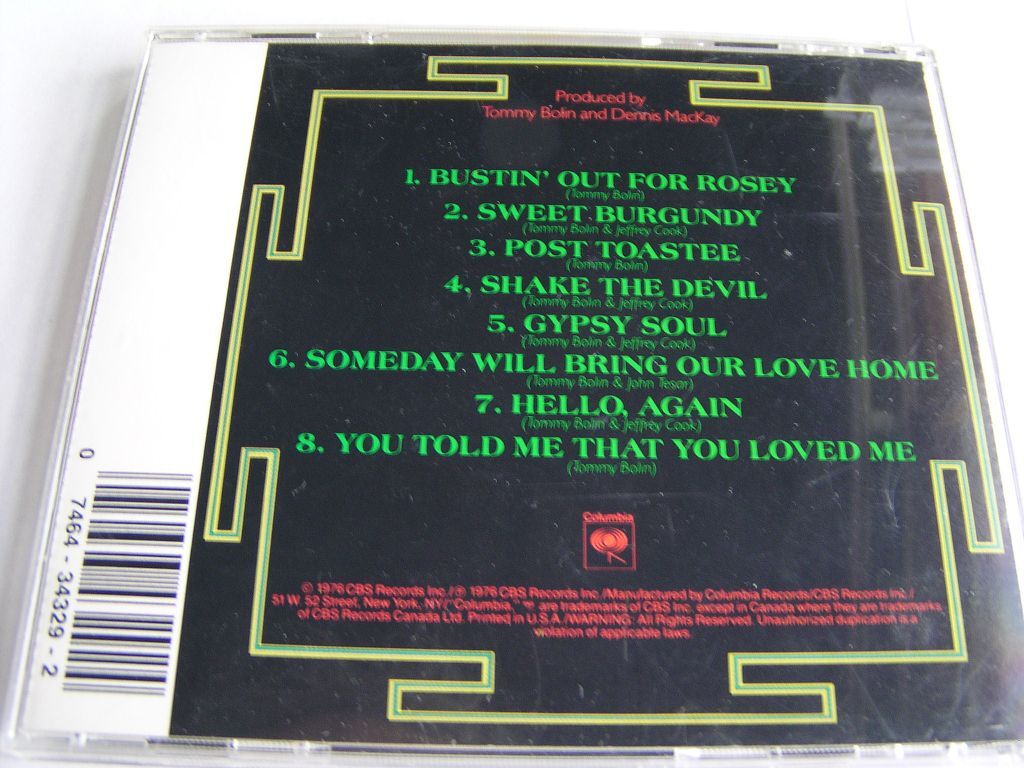 Produced by
Tommy Bolin and Dennis MacKay
1. BUSTIN' OUT FOR ROSEY
(Tommy Bolin)
2. SWEET BURGUNDY
(Tommy Bolin & Jeffrey Cook)
3. POST TOASTEE
(Tommy Bolin)
4. SHAKE THE DEVIL
(Tommy Bolin & Jeffrey Cook)
5. GYPSY SOUL
(Tommy Bolin & Jeffrey Cook)
6. SOMEDAY WILL BRING OUR LOVE HOME
(Tommy Bolin & John Tesar)
7. HELLO, AGAIN
(Tommy Bolin & Jeffrey Cook)
8. YOU TOLD ME THAT YOU LOVED ME
(Tommy Bolin)
Columbia
© 1976 CBS Records Inc./℗ 1976 CBS Records Inc./Manufactured by Columbia Records/CBS Records Inc./
51 W. 52 Street, New York, NY/"Columbia," are trademarks of CBS Inc. except in Canada where they are trademarks
of CBS Records Canada Ltd. Printed in U.S.A./WARNING: All Rights Reserved. Unauthorized duplication is a
violation of applicable laws.
0 7464-34329-2